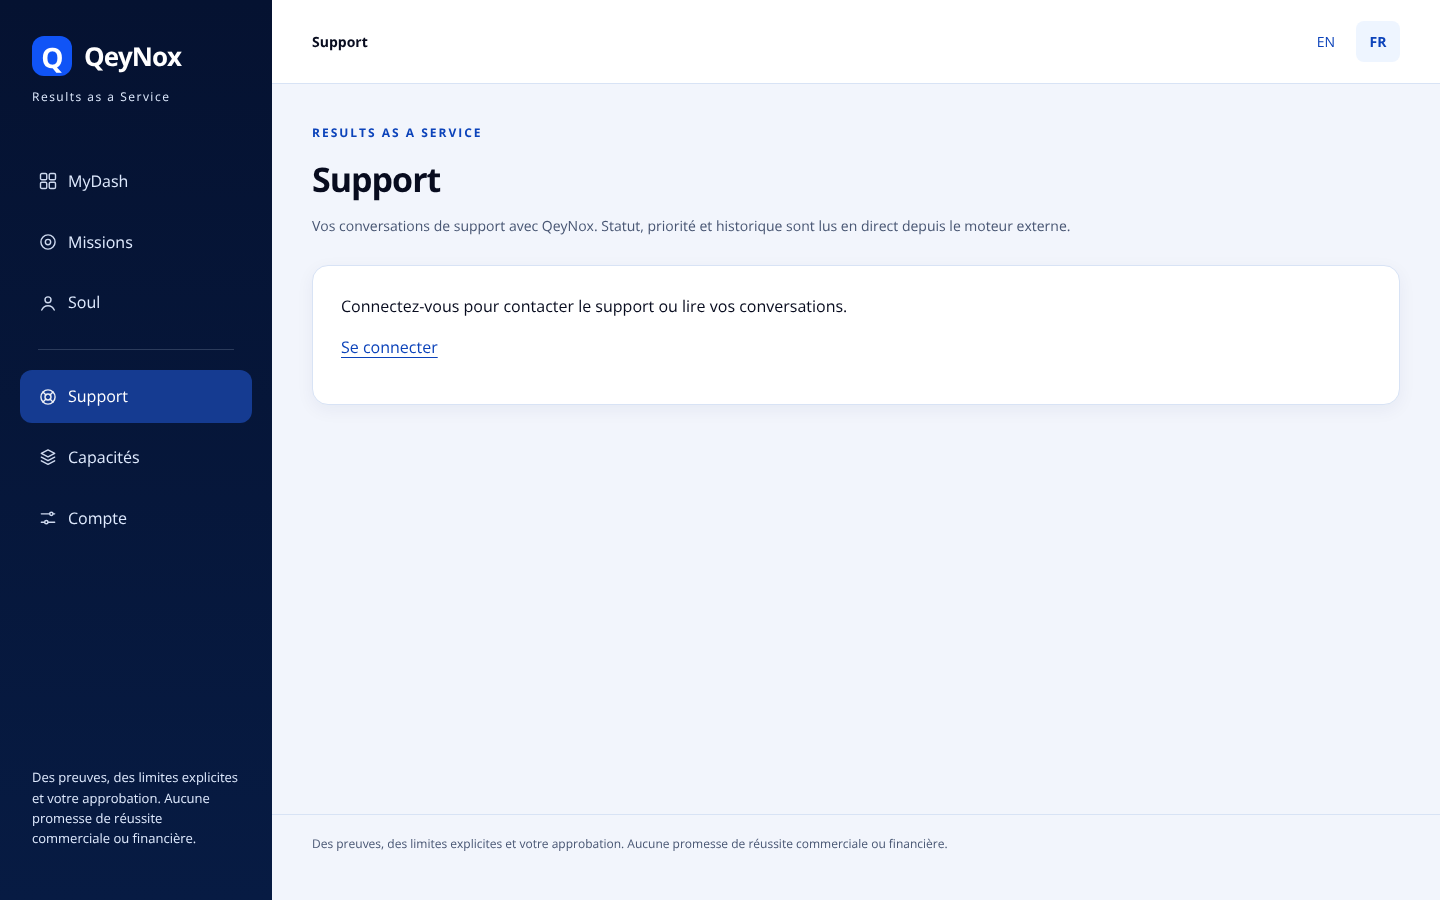 Q QeyNox
Results as a Service
MyDash
Missions
Soul
Support
Capacités
Compte
Des preuves, des limites explicites
et votre approbation. Aucune
promesse de réussite
commerciale ou financière.
Support
EN FR
RESULTS AS A SERVICE
Support
Vos conversations de support avec QeyNox. Statut, priorité et historique sont lus en direct depuis le moteur externe.
Connectez-vous pour contacter le support ou lire vos conversations.
Se connecter
Des preuves, des limites explicites et votre approbation. Aucune promesse de réussite commerciale ou financière.